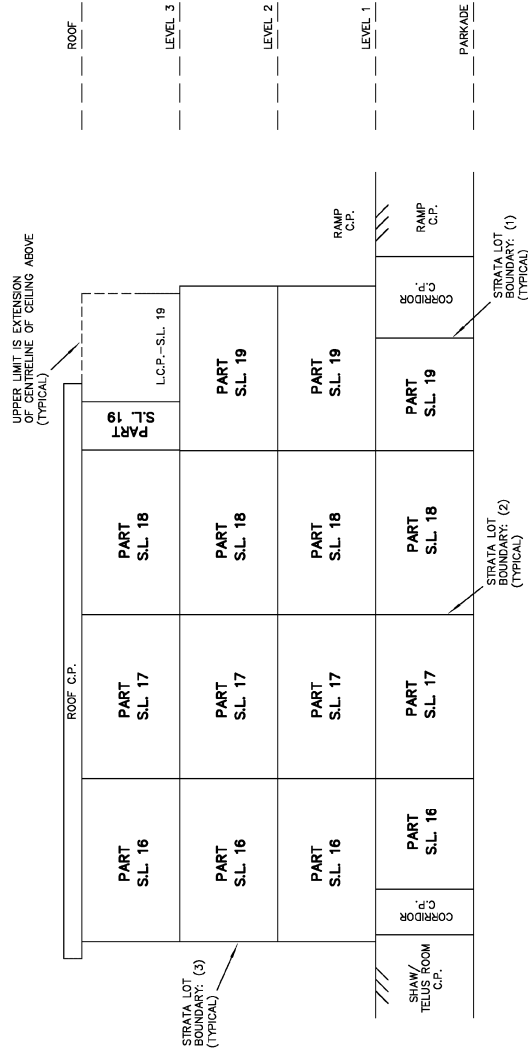 UPPER LIMIT IS EXTENSION
OF CENTRELINE OF CEILING ABOVE
(TYPICAL)
ROOF
ROOF C.P.
PART
S.L. 16
PART
S.L. 17
PART
S.L. 18
PART
S.L. 19
L.C.P.-S.L. 19
LEVEL 3
STRATA LOT
BOUNDARY: (3)
(TYPICAL)
PART
S.L. 16
PART
S.L. 17
PART
S.L. 18
PART
S.L. 19
LEVEL 2
PART
S.L. 16
PART
S.L. 17
PART
S.L. 18
PART
S.L. 19
RAMP
C.P.
LEVEL 1
SHAW/
TELUS ROOM
C.P.
CORRIDOR
C.P.
PART
S.L. 16
PART
S.L. 17
PART
S.L. 18
PART
S.L. 19
CORRIDOR
C.P.
RAMP
C.P.
PARKADE
STRATA LOT
BOUNDARY: (2)
(TYPICAL)
STRATA LOT
BOUNDARY: (1)
(TYPICAL)